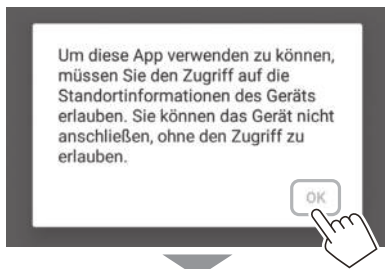 Um diese App verwenden zu können,
müssen Sie den Zugriff auf die
Standortinformationen des Geräts
erlauben. Sie können das Gerät nicht
anschließen, ohne den Zugriff zu
erlauben.
OK